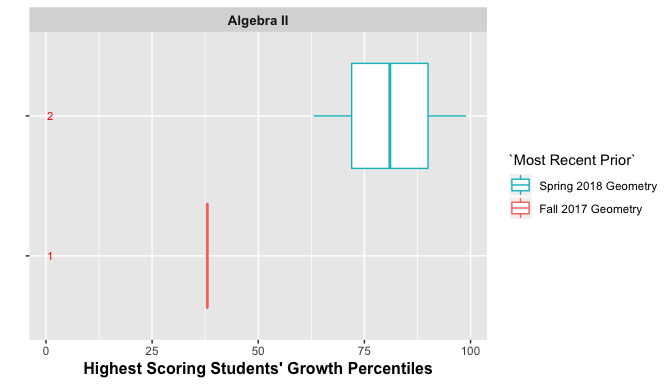 Algebra II
2
1
0 25 50 75 100
Highest Scoring Students' Growth Percentiles
`Most Recent Prior`
Spring 2018 Geometry
Fall 2017 Geometry